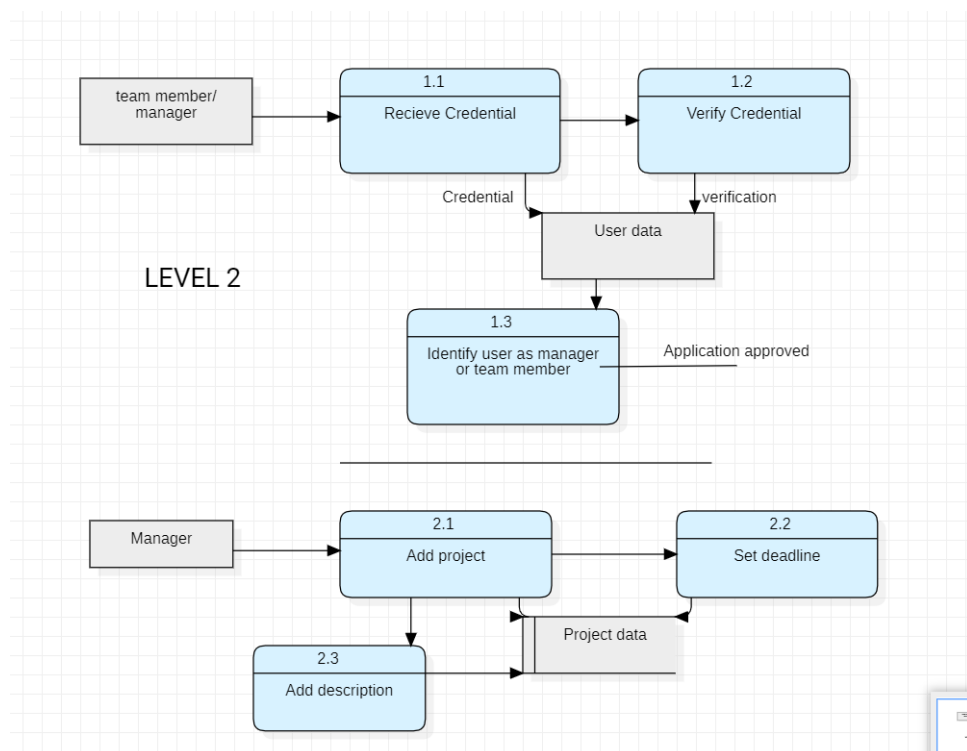 team member/
manager
1.1
Recieve Credential
1.2
Verify Credential
Credential
verification
User data
LEVEL 2
1.3
Identify user as manager
or team member
Application approved
Manager
2.1
Add project
2.2
Set deadline
Project data
2.3
Add description